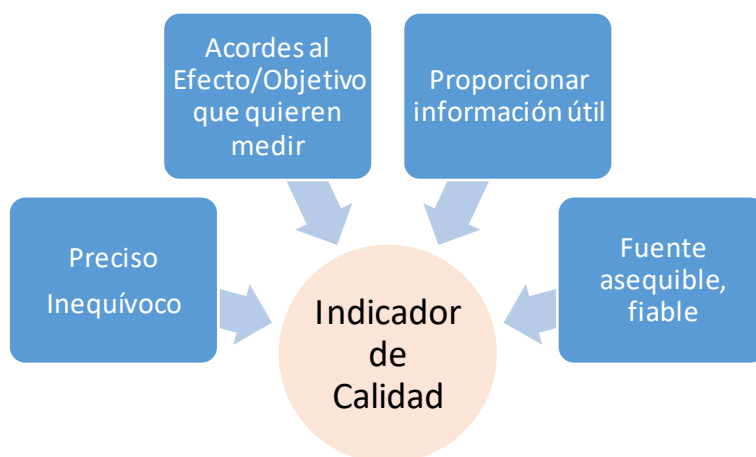 Acordes al
Efecto/Objetivo
que quieren
medir
Proporcionar
información útil
Preciso
Inequívoco
Fuente
asequible,
fiable
Indicador
de
Calidad